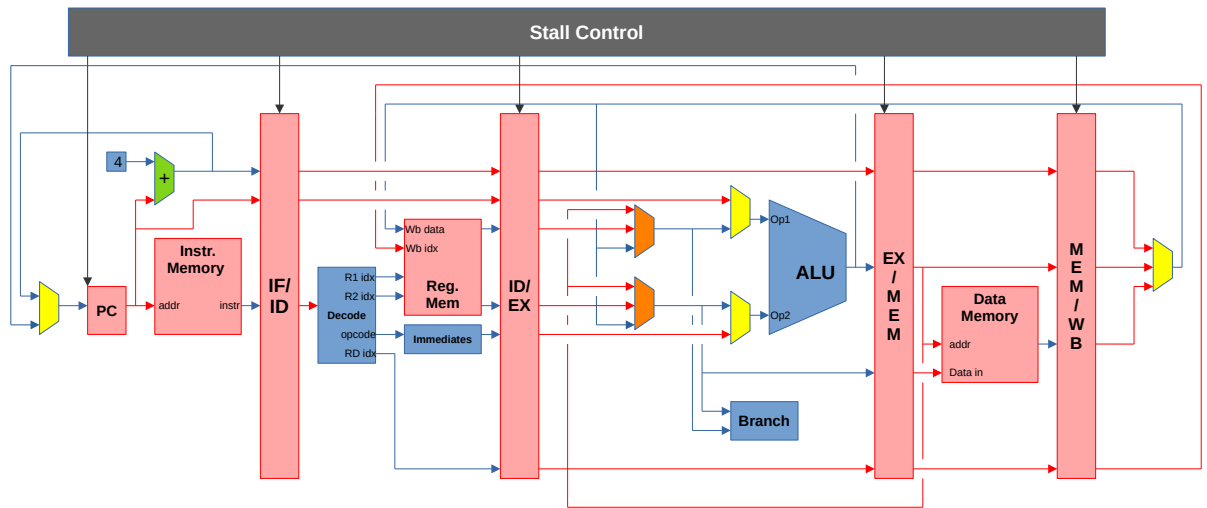 Stall Control
4
+
Instr.
Memory
addr
instr
PC
IF/
ID
R1 idx
R2 idx
Decode
opcode
RD idx
Wb data
Wb idx
Reg.
Mem
Immediates
ID/
EX
Op1
ALU
Op2
Branch
EX
/
M
E
M
Data
Memory
addr
Data in
M
E
M
/
W
B